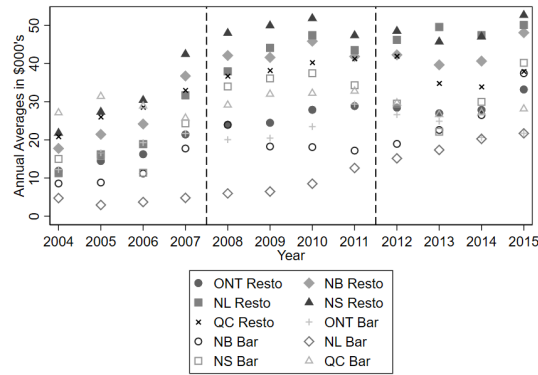 Annual Averages in $000's
50
40
30
20
10
0
2004 2005 2006 2007 2008 2009 2010 2011 2012 2013 2014 2015
Year
ONT Resto NB Resto
NL Resto NS Resto
QC Resto ONT Bar
NB Bar NL Bar
NS Bar QC Bar